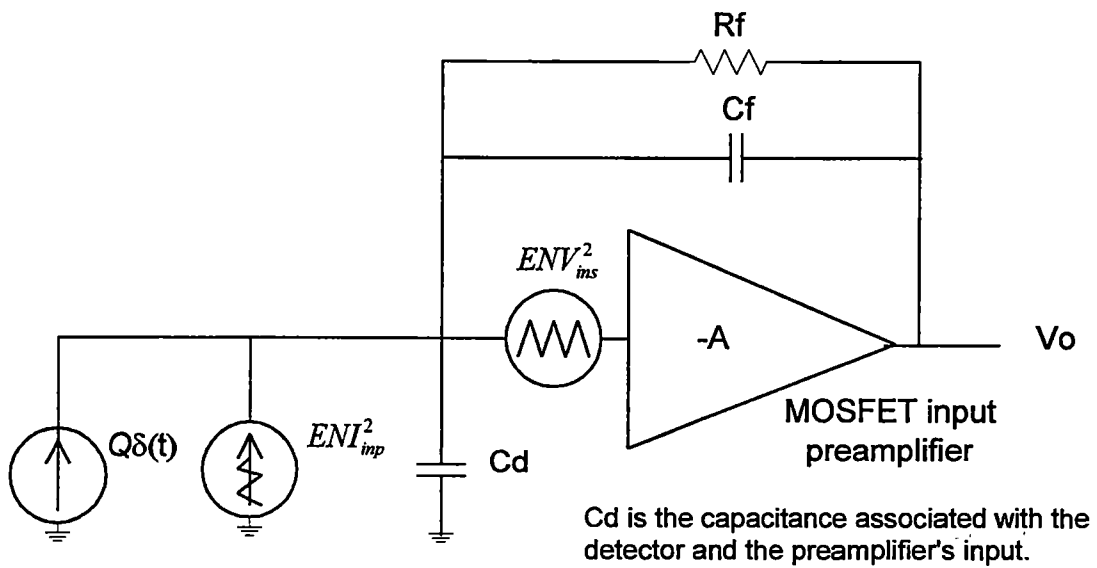 Rf
Cf
ENV²ins
-A
Vo
Qδ(t)
ENI²inp
Cd
MOSFET input
preamplifier
Cd is the capacitance associated with the
detector and the preamplifier's input.